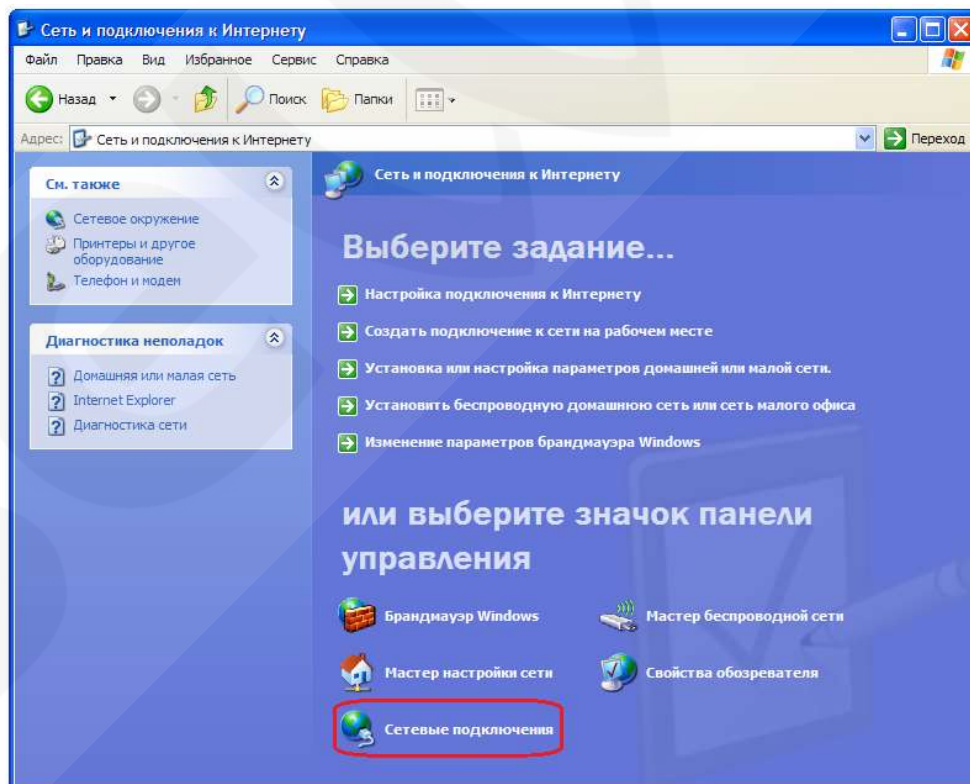 Сеть и подключения к Интернету
Файл Правка Вид Избранное Сервис Справка
Назад Поиск Папки
Адрес: Сеть и подключения к Интернету Переход
См. также
Сетевое окружение
Принтеры и другое
оборудование
Телефон и модем
Диагностика неполадок
Домашняя или малая сеть
Internet Explorer
Диагностика сети
Сеть и подключения к Интернету
Выберите задание...
Настройка подключения к Интернету
Создать подключение к сети на рабочем месте
Установка или настройка параметров домашней или малой сети.
Установить беспроводную домашнюю сеть или сеть малого офиса
Изменение параметров брандмауэра Windows
или выберите значок панели
управления
Брандмауэр Windows Мастер беспроводной сети
Мастер настройки сети Свойства обозревателя
Сетевые подключения